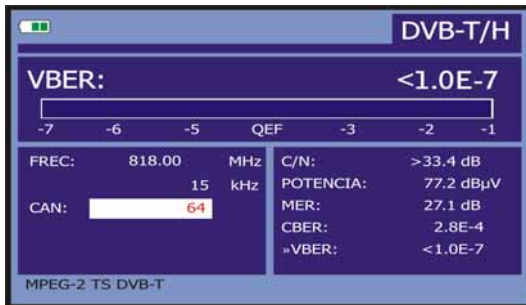 DVB-T/H
VBER: <1.0E-7
-7 -6 -5 QEF -3 -2 -1
FREC: 818.00 MHz
15 kHz
CAN: 64
C/N: >33.4 dB
POTENCIA: 77.2 dBµV
MER: 27.1 dB
CBER: 2.8E-4
»VBER: <1.0E-7
MPEG-2 TS DVB-T